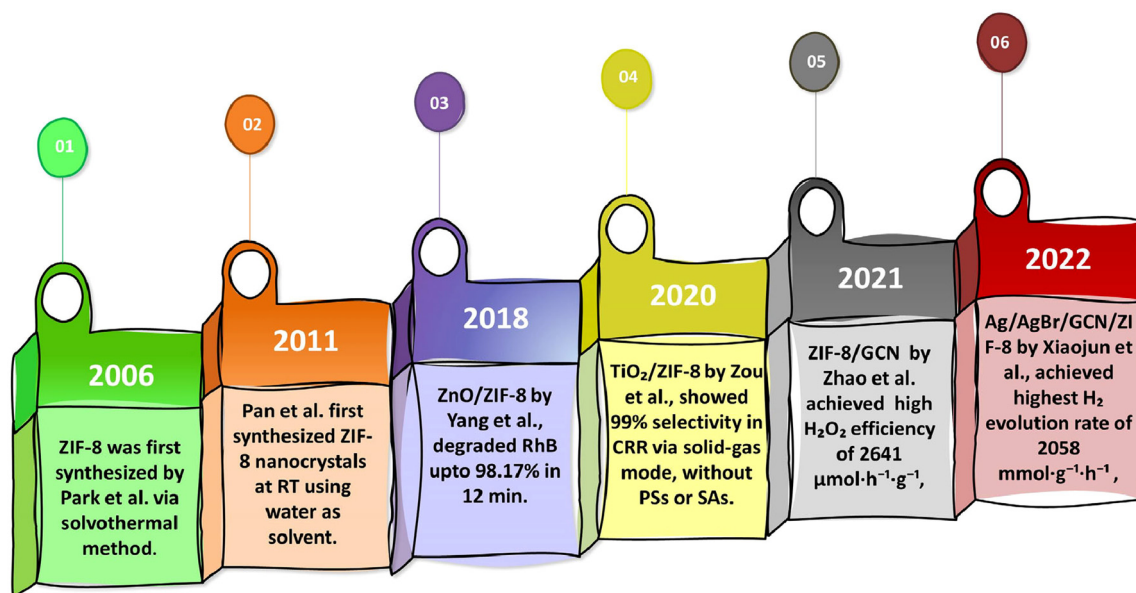 01
2006
ZIF-8 was first
synthesized by
Park et al. via
solvothermal
method.
02
2011
Pan et al. first
synthesized ZIF-
8 nanocrystals
at RT using
water as
solvent.
03
2018
ZnO/ZIF-8 by
Yang et al.,
degraded RhB
upto 98.17% in
12 min.
04
2020
TiO₂/ZIF-8 by Zou
et al., showed
99% selectivity in
CRR via solid-gas
mode, without
PSs or SAs.
05
2021
ZIF-8/GCN by
Zhao et al.
achieved high
H₂O₂ efficiency
of 2641
µmol·h⁻¹·g⁻¹,
06
2022
Ag/AgBr/GCN/ZI
F-8 by Xiaojun et
al., achieved
highest H₂
evolution rate of
2058
mmol·g⁻¹·h⁻¹,